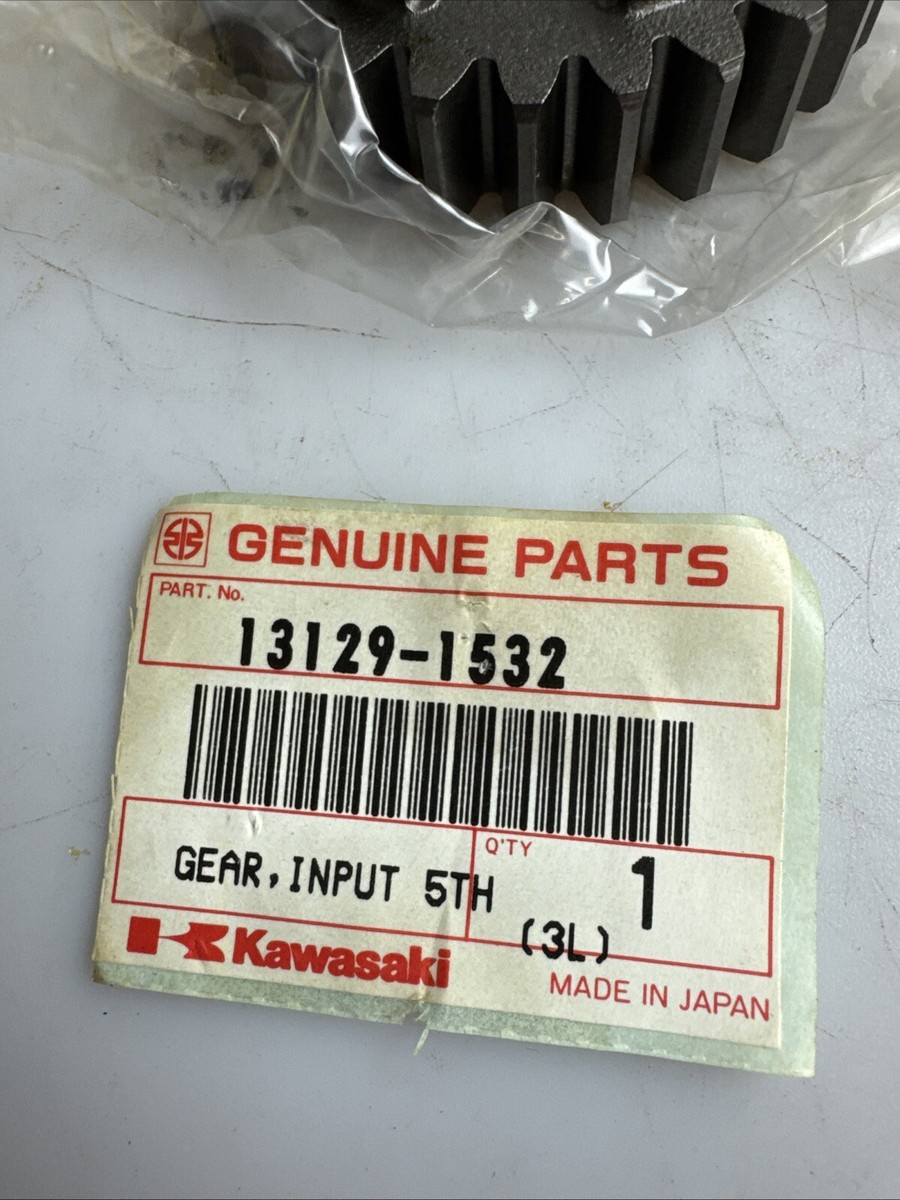 GENUINE PARTS
PART. No.
13129-1532
Q'TY
GEAR, INPUT 5TH
1
(3L)
Kawasaki
MADE IN JAPAN